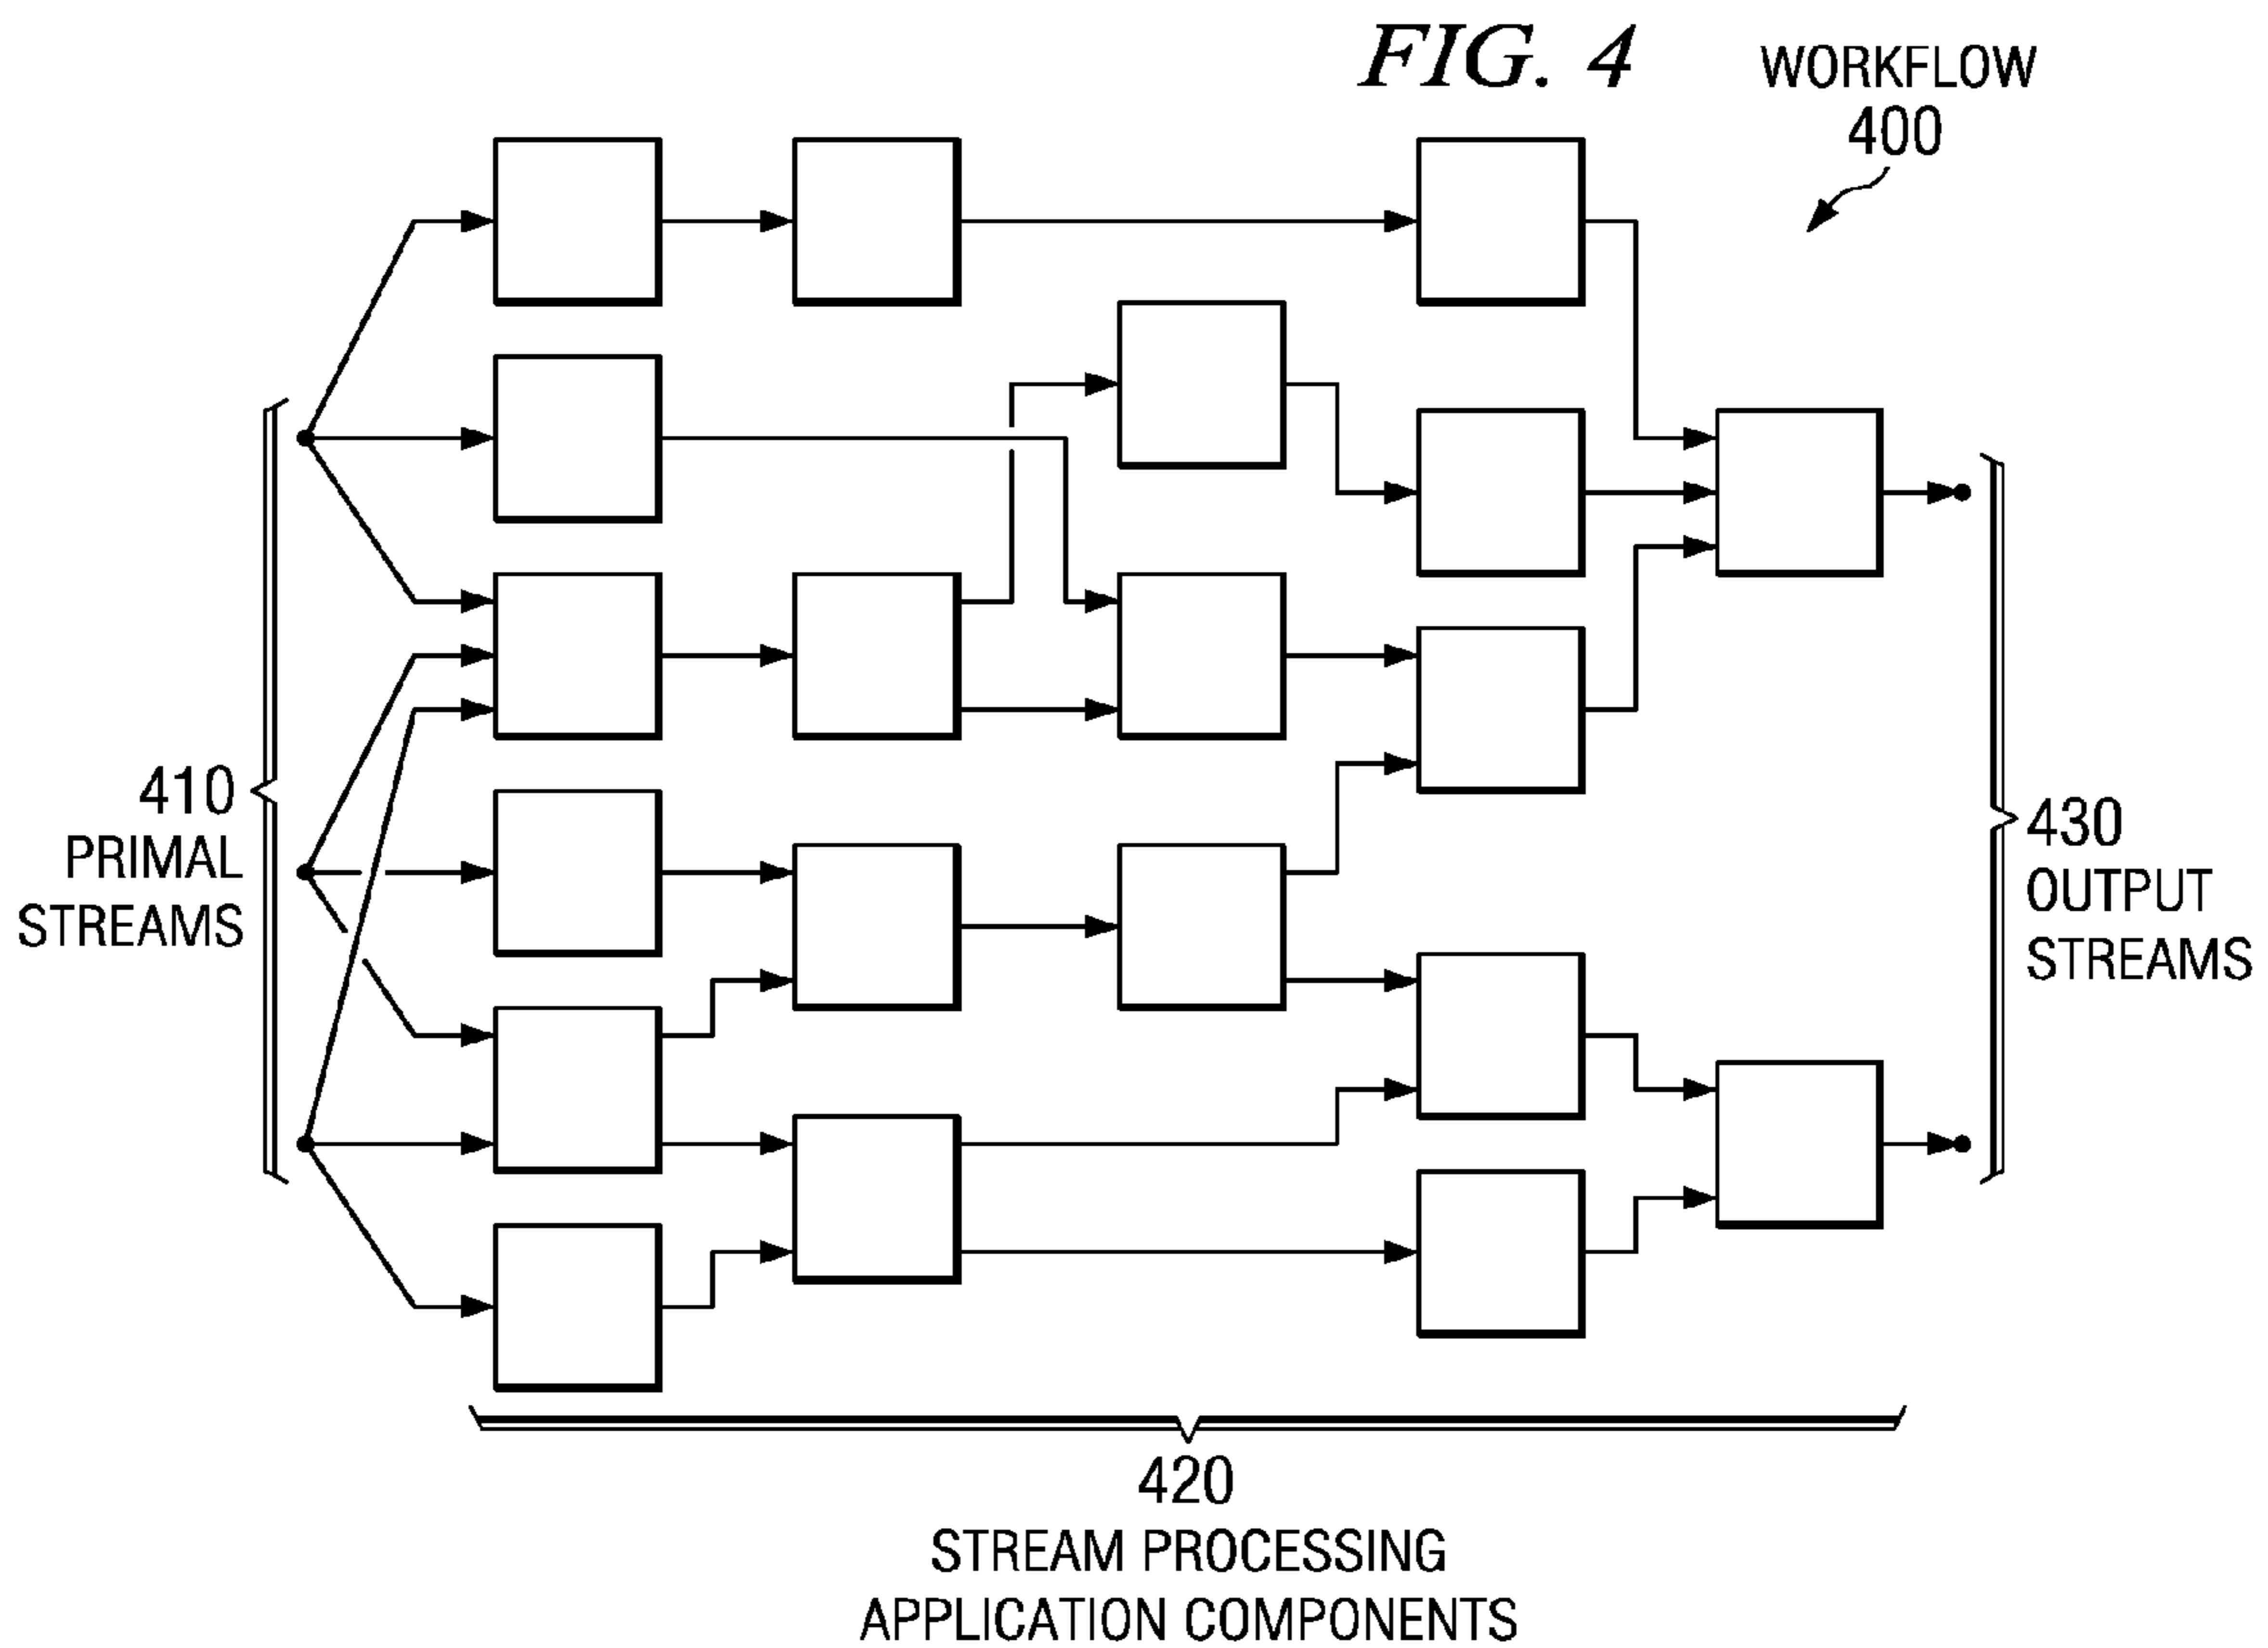 FIG. 4
WORKFLOW
400
410
PRIMAL
STREAMS
430
OUTPUT
STREAMS
420
STREAM PROCESSING
APPLICATION COMPONENTS